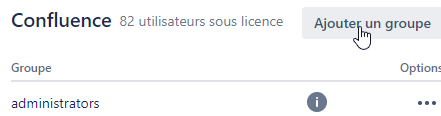 Confluence 82 utilisateurs sous licence Ajouter un groupe
Groupe Options
administrators